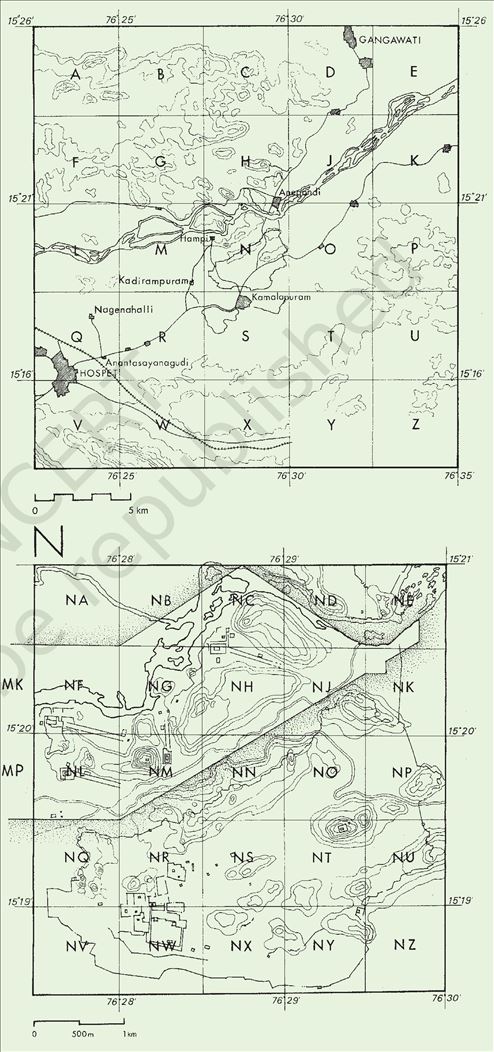 15°26' 76°25' 76°30' 15°26'
GANGAWATI
A B C D E
F G H J K
15°21' Anegundi 15°21'
Hampi
L M N O P
Kadirampuram
Kamalapuram
Nagenahalli
Q R S T U
Anantasayanagudi
15°16' HOSPET 15°16'
V W X Y Z
76°25' 76°30' 76°35'
0 5 km
N
76°28' 76°29' 15°21'
NA NB NC ND NE
MK NF NG NH NJ NK
15°20' 15°20'
MP NL NM NN NO NP
NQ NR NS NT NU
15°19' 15°19'
NV NW NX NY NZ
76°28' 76°29' 76°30'
0 500m 1km
NCERT
be republished